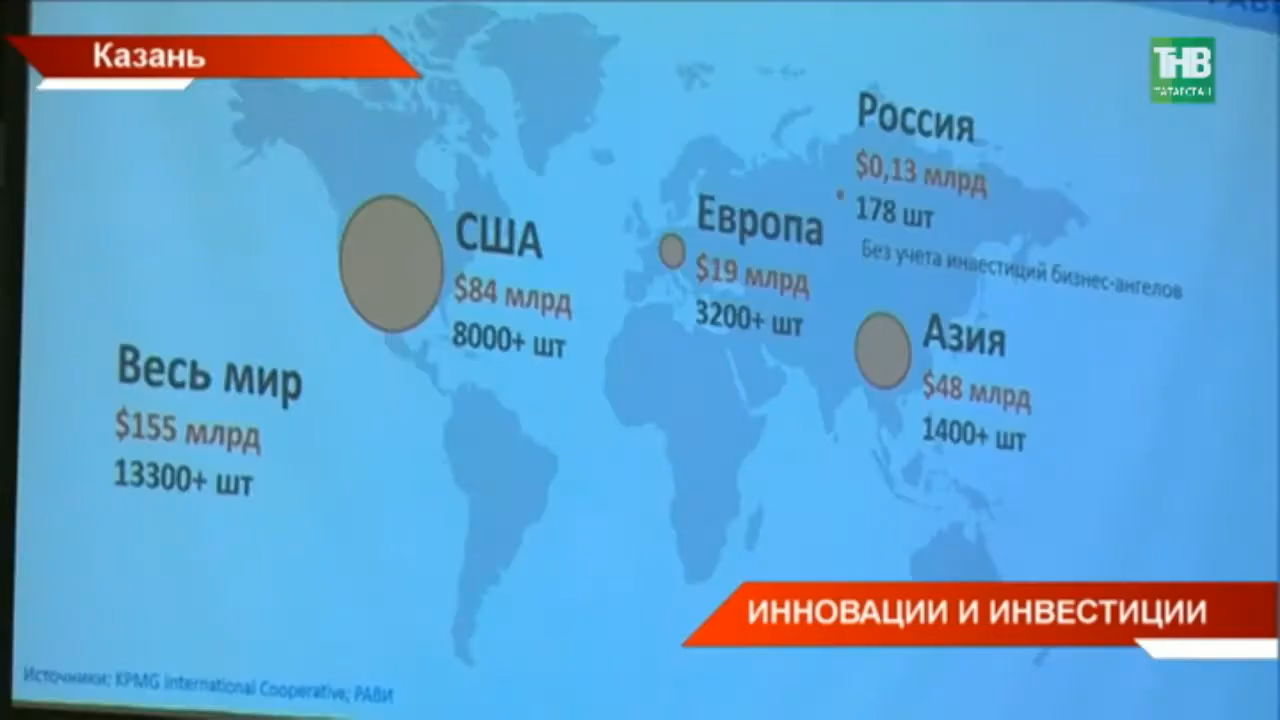 РАВИ
Казань
ТНВ
ТАТАРСТАН
Россия
$0,13 млрд
178 шт
Без учета инвестиций бизнес-ангелов
США
$84 млрд
8000+ шт
Европа
$19 млрд
3200+ шт
Азия
$48 млрд
1400+ шт
Весь мир
$155 млрд
13300+ шт
ИННОВАЦИИ И ИНВЕСТИЦИИ
Источники: KPMG International Cooperative; РАВИ